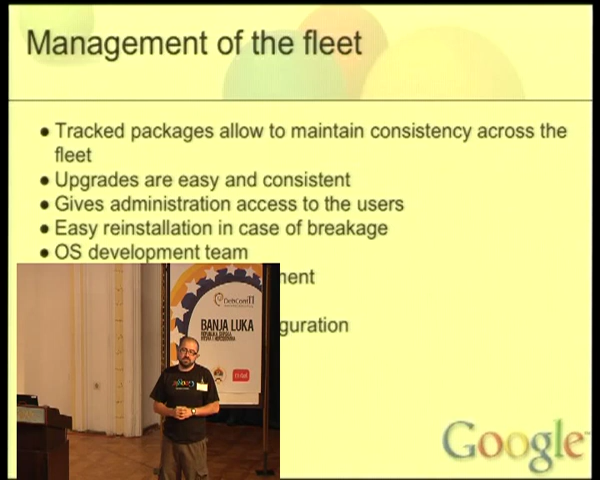 Management of the fleet
● Tracked packages allow to maintain consistency across the
fleet
● Upgrades are easy and consistent
● Gives administration access to the users
● Easy reinstallation in case of breakage
● OS development team
ment
guration
DebConf11
BANJA LUKA
Google